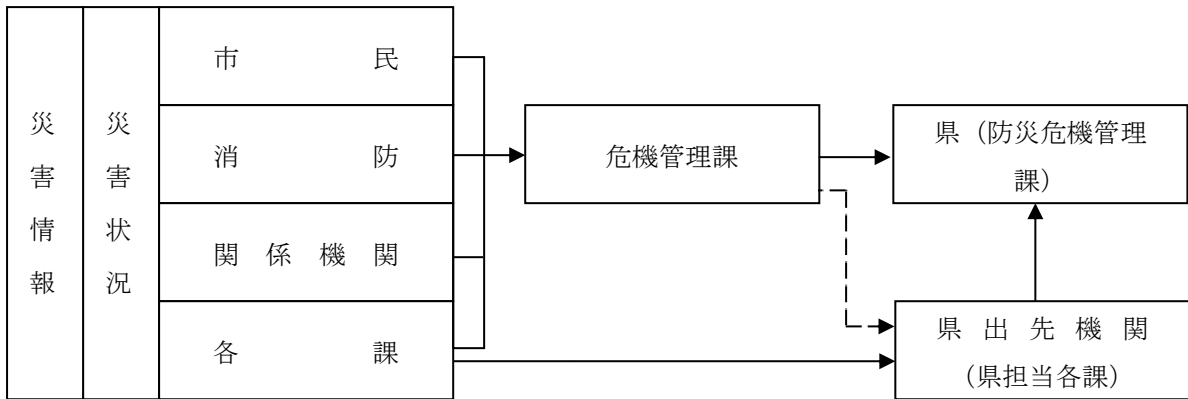 災害情報
災害状況
市民
消防
関係機関
各課
危機管理課
県（防災危機管理
課）
県出先機関
（県担当各課）